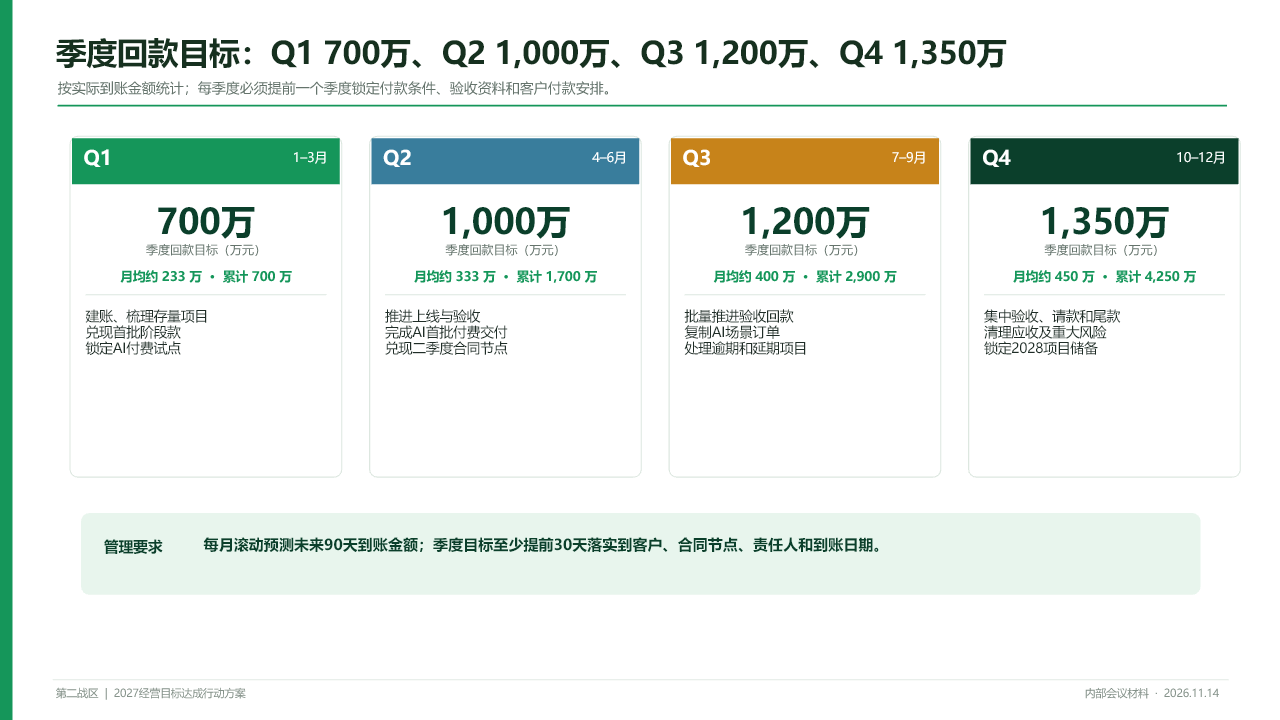 季度回款目标：Q1 700万、Q2 1,000万、Q3 1,200万、Q4 1,350万
按实际到账金额统计；每季度必须提前一个季度锁定付款条件、验收资料和客户付款安排。
Q1 1–3月
700万
季度回款目标（万元）
月均约 233 万 · 累计 700 万
建账、梳理存量项目
兑现首批阶段款
锁定AI付费试点
Q2 4–6月
1,000万
季度回款目标（万元）
月均约 333 万 · 累计 1,700 万
推进上线与验收
完成AI首批付费交付
兑现二季度合同节点
Q3 7–9月
1,200万
季度回款目标（万元）
月均约 400 万 · 累计 2,900 万
批量推进验收回款
复制AI场景订单
处理逾期和延期项目
Q4 10–12月
1,350万
季度回款目标（万元）
月均约 450 万 · 累计 4,250 万
集中验收、请款和尾款
清理应收及重大风险
锁定2028项目储备
管理要求 每月滚动预测未来90天到账金额；季度目标至少提前30天落实到客户、合同节点、责任人和到账日期。
第二战区 | 2027经营目标达成行动方案 内部会议材料 · 2026.11.14